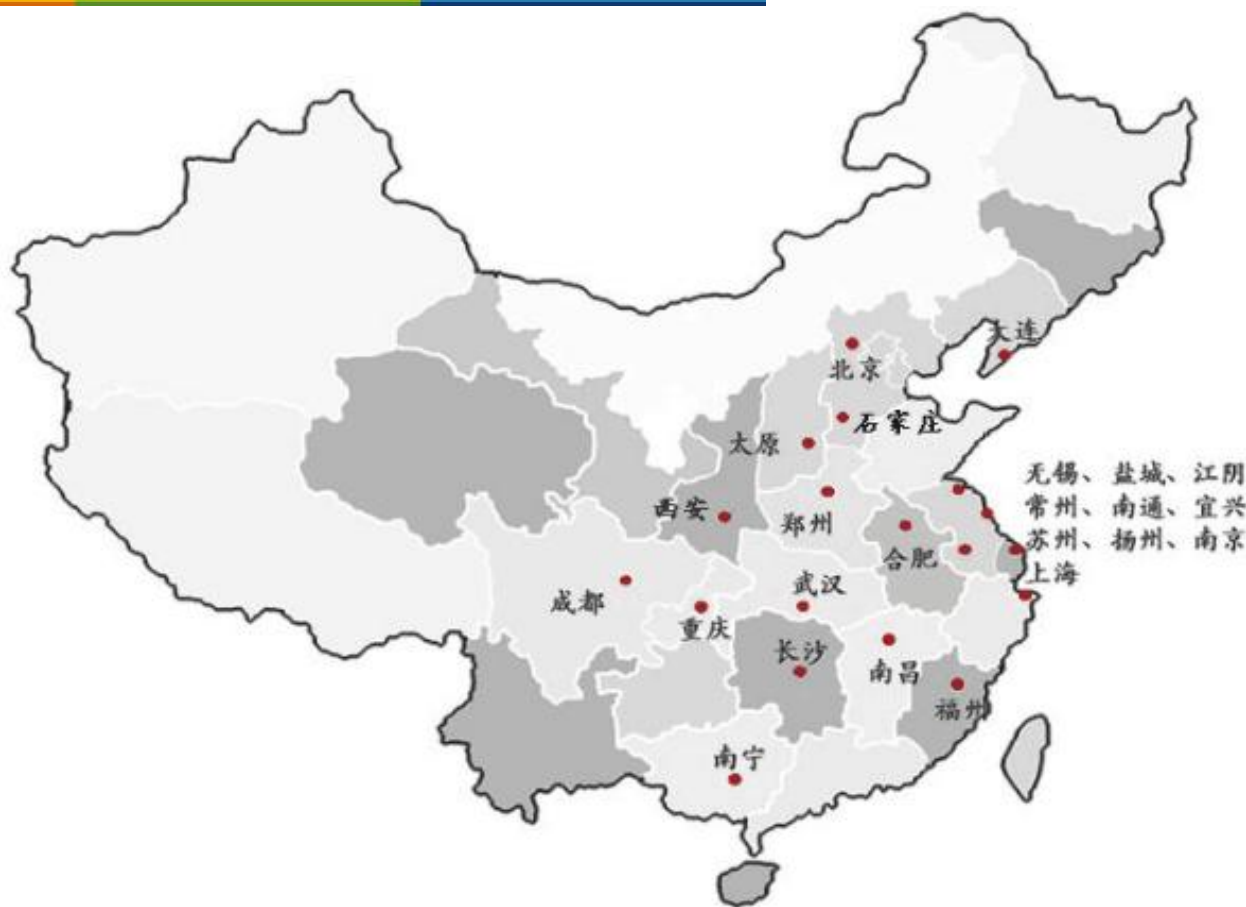 大连
北京
石家庄
太原
无锡、盐城、江阴
常州、南通、宜兴
苏州、扬州、南京
上海
西安
郑州
合肥
武汉
成都
重庆
长沙
南昌
福州
南宁